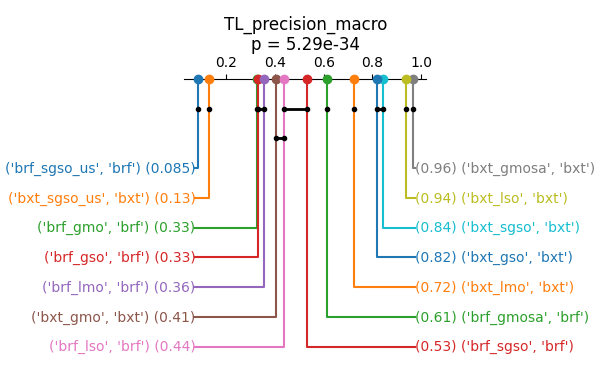 TL_precision_macro
p = 5.29e-34
0.2 0.4 0.6 0.8 1.0
('brf_sgso_us', 'brf') (0.085) (0.96) ('bxt_gmosa', 'bxt')
('bxt_sgso_us', 'bxt') (0.13) (0.94) ('bxt_lso', 'bxt')
('brf_gmo', 'brf') (0.33) (0.84) ('bxt_sgso', 'bxt')
('brf_gso', 'brf') (0.33) (0.82) ('bxt_gso', 'bxt')
('brf_lmo', 'brf') (0.36) (0.72) ('bxt_lmo', 'bxt')
('bxt_gmo', 'bxt') (0.41) (0.61) ('brf_gmosa', 'brf')
('brf_lso', 'brf') (0.44) (0.53) ('brf_sgso', 'brf')